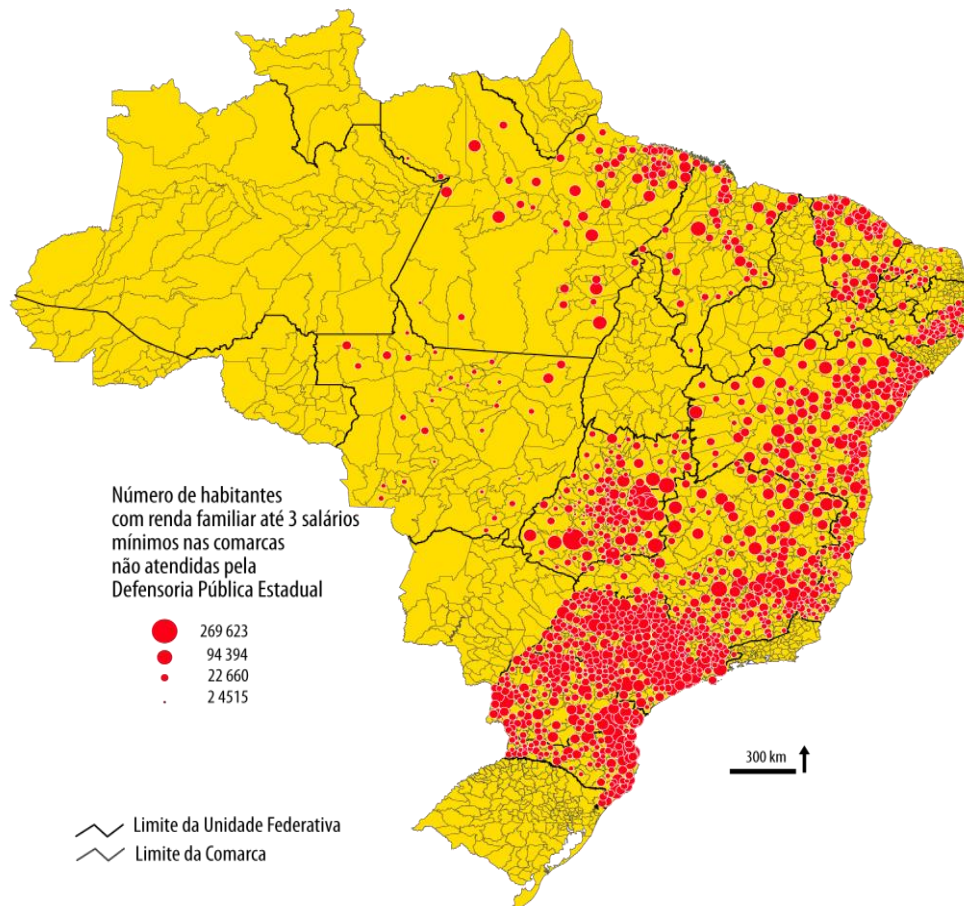 Número de habitantes
com renda familiar até 3 salários
mínimos nas comarcas
não atendidas pela
Defensoria Pública Estadual
269 623
94 394
22 660
2 4515
300 km
Limite da Unidade Federativa
Limite da Comarca